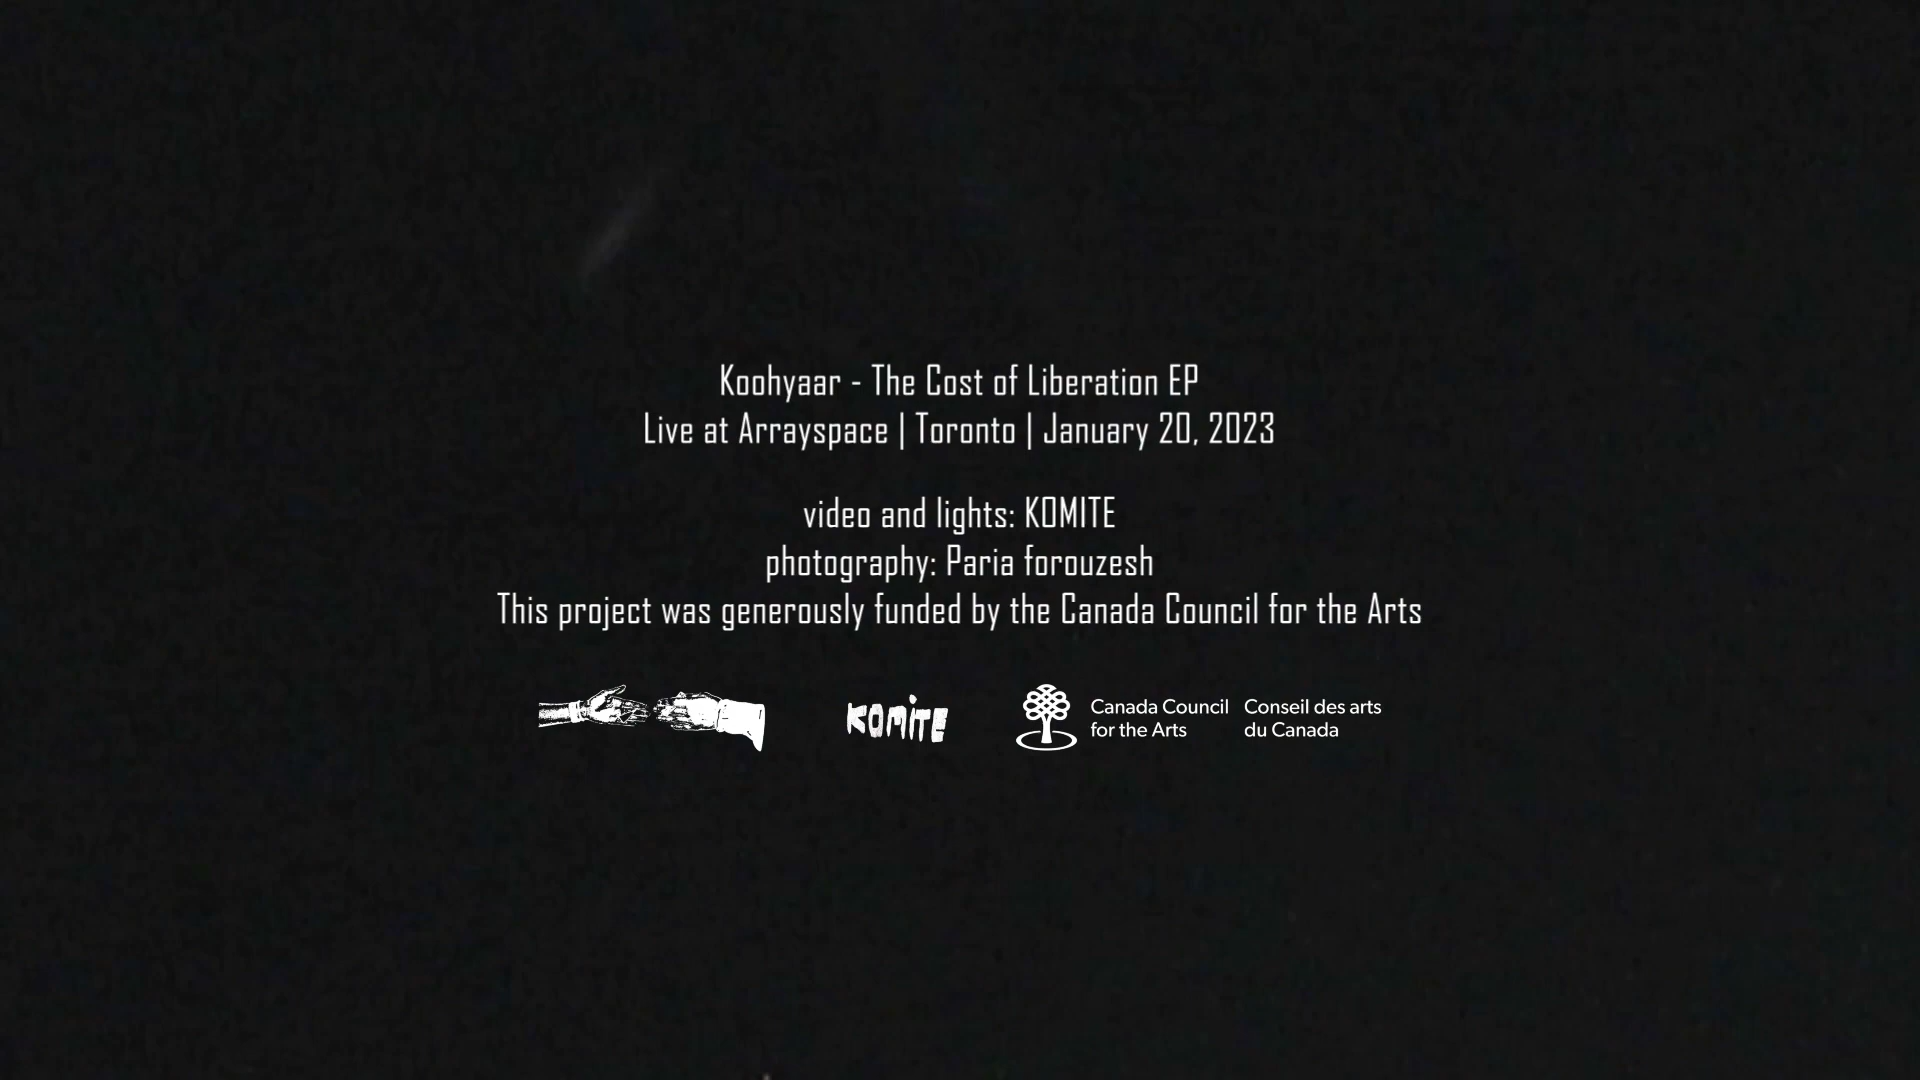 Koohyaar - The Cost of Liberation EP
Live at Arrayspace | Toronto | January 20, 2023
video and lights: KOMITE
photography: Paria forouzesh
This project was generously funded by the Canada Council for the Arts
KOMITE
Canada Council Conseil des arts
for the Arts du Canada